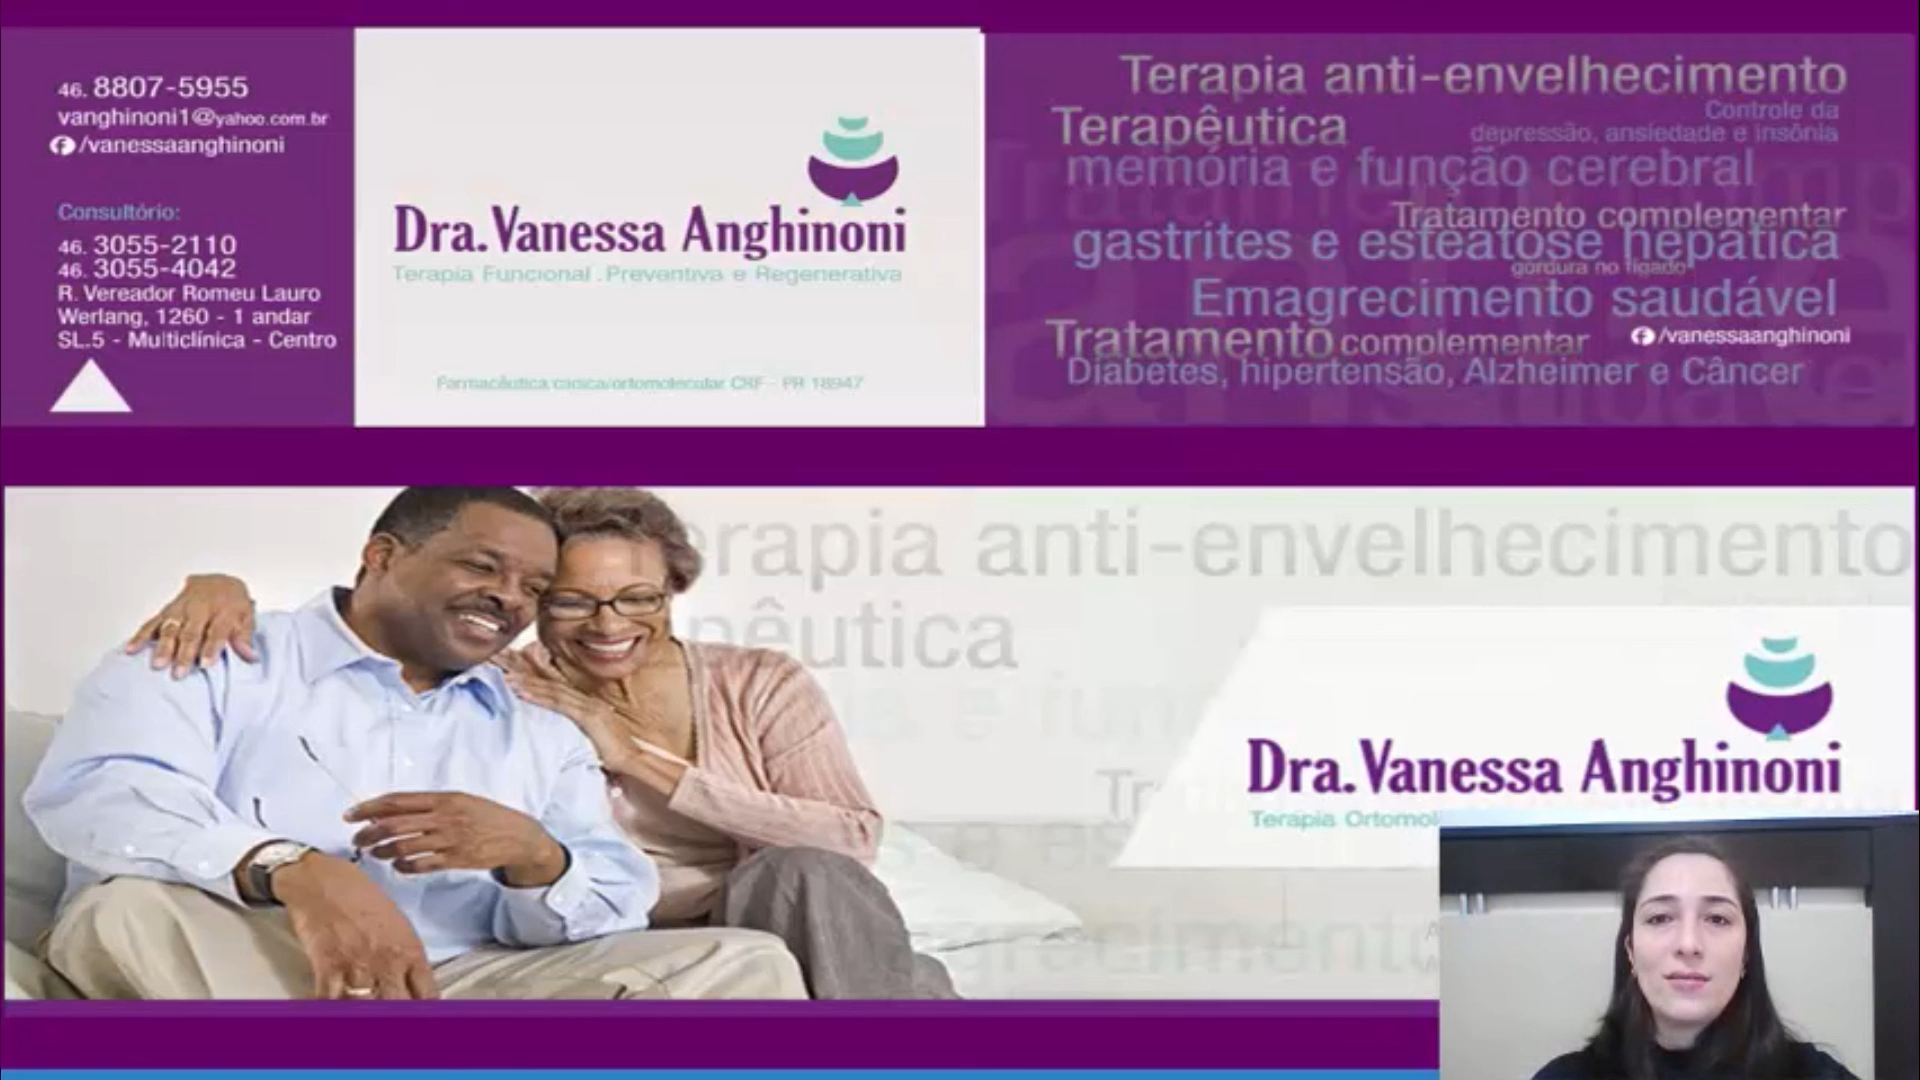 46. 8807-5955
vanghinoni1@yahoo.com.br
/vanessaanghinoni
Consultório:
46. 3055-2110
46. 3055-4042
R. Vereador Romeu Lauro
Werlang, 1260 - 1 andar
SL.5 - Multiclínica - Centro
Dra. Vanessa Anghinoni
Terapia Funcional . Preventiva e Regenerativa
CRF - PR 18947
Terapia anti-envelhecimento
Controle da
Terapêutica
depressão, ansiedade e insônia
memória e função cerebral
Tratamento complementar
gastrites e esteatose hepática
gordura no fígado
Emagrecimento saudável
Tratamento complementar
/vanessaanghinoni
Diabetes, hipertensão, Alzheimer e Câncer
erapia anti-envelhecimento
pêutica
Dra. Vanessa Anghinoni
Terapia Ortomol